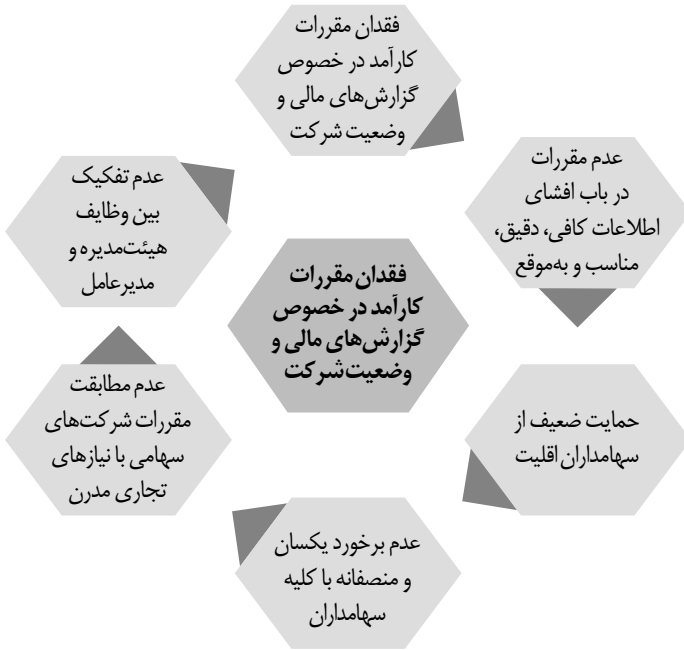 فقدان مقررات
کارآمد در خصوص
گزارش‌های مالی و
وضعیت شرکت
عدم مقررات
در باب افشای
اطلاعات کافی، دقیق،
مناسب و به‌موقع
حمایت ضعیف از
سهامداران اقلیت
عدم برخورد یکسان
و منصفانه با کلیه
سهامداران
عدم مطابقت
مقررات شرکت‌های
سهامی با نیازهای
تجاری مدرن
عدم تفکیک
بین وظایف
هیئت‌مدیره و
مدیرعامل
فقدان مقررات
کارآمد در خصوص
گزارش‌های مالی و
وضعیت‌شرکت